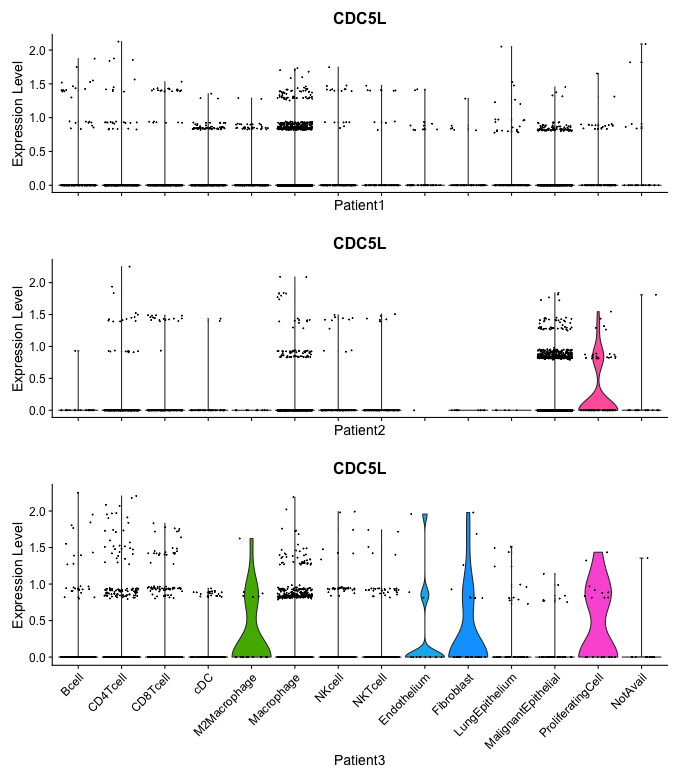 CDC5L
Expression Level
2.0
1.5
1.0
0.5
0.0
Patient1
CDC5L
Expression Level
2.0
1.5
1.0
0.5
0.0
Patient2
CDC5L
Expression Level
2.0
1.5
1.0
0.5
0.0
Bcell
CD4Tcell
CD8Tcell
cDC
M2Macrophage
Macrophage
NKcell
NKTcell
Endothelium
Fibroblast
LungEpithelium
MalignantEpithelial
ProliferatingCell
NotAvail
Patient3